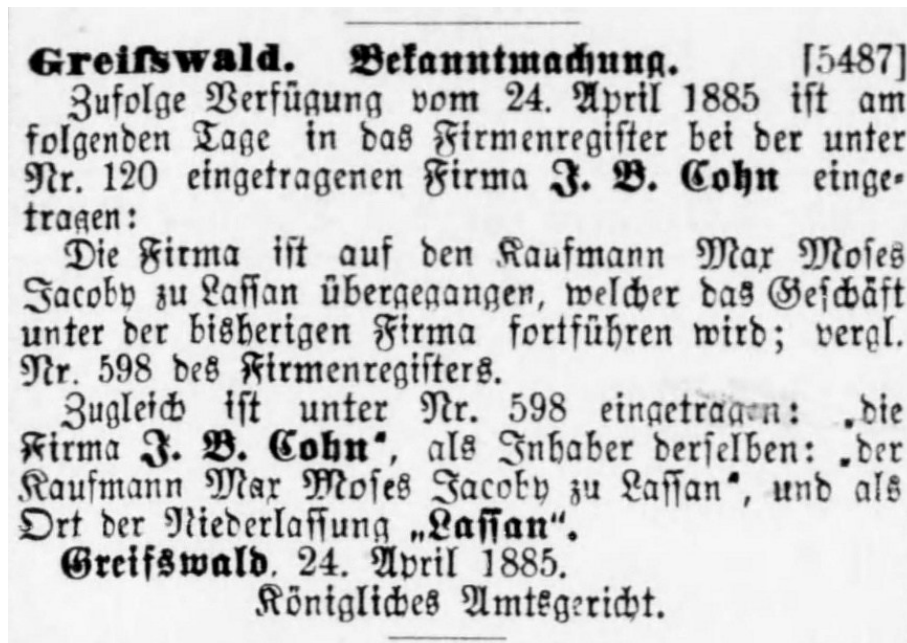 Greifswald. Bekanntmachung. [5487]
Zufolge Verfügung vom 24. April 1885 ist am
folgenden Tage in das Firmenregister bei der unter
Nr. 120 eingetragenen Firma J. B. Cohn einge-
tragen:
Die Firma ist auf den Kaufmann Max Moses
Jacoby zu Lassan übergegangen, welcher das Geschäft
unter der bisherigen Firma fortführen wird; vergl.
Nr. 598 des Firmenregisters.
Zugleich ist unter Nr. 598 eingetragen: „die
Firma J. B. Cohn“, als Inhaber derselben: „der
Kaufmann Max Moses Jacoby zu Lassan“, und als
Ort der Niederlassung „Lassan“.
Greifswald, 24. April 1885.
Königliches Amtsgericht.